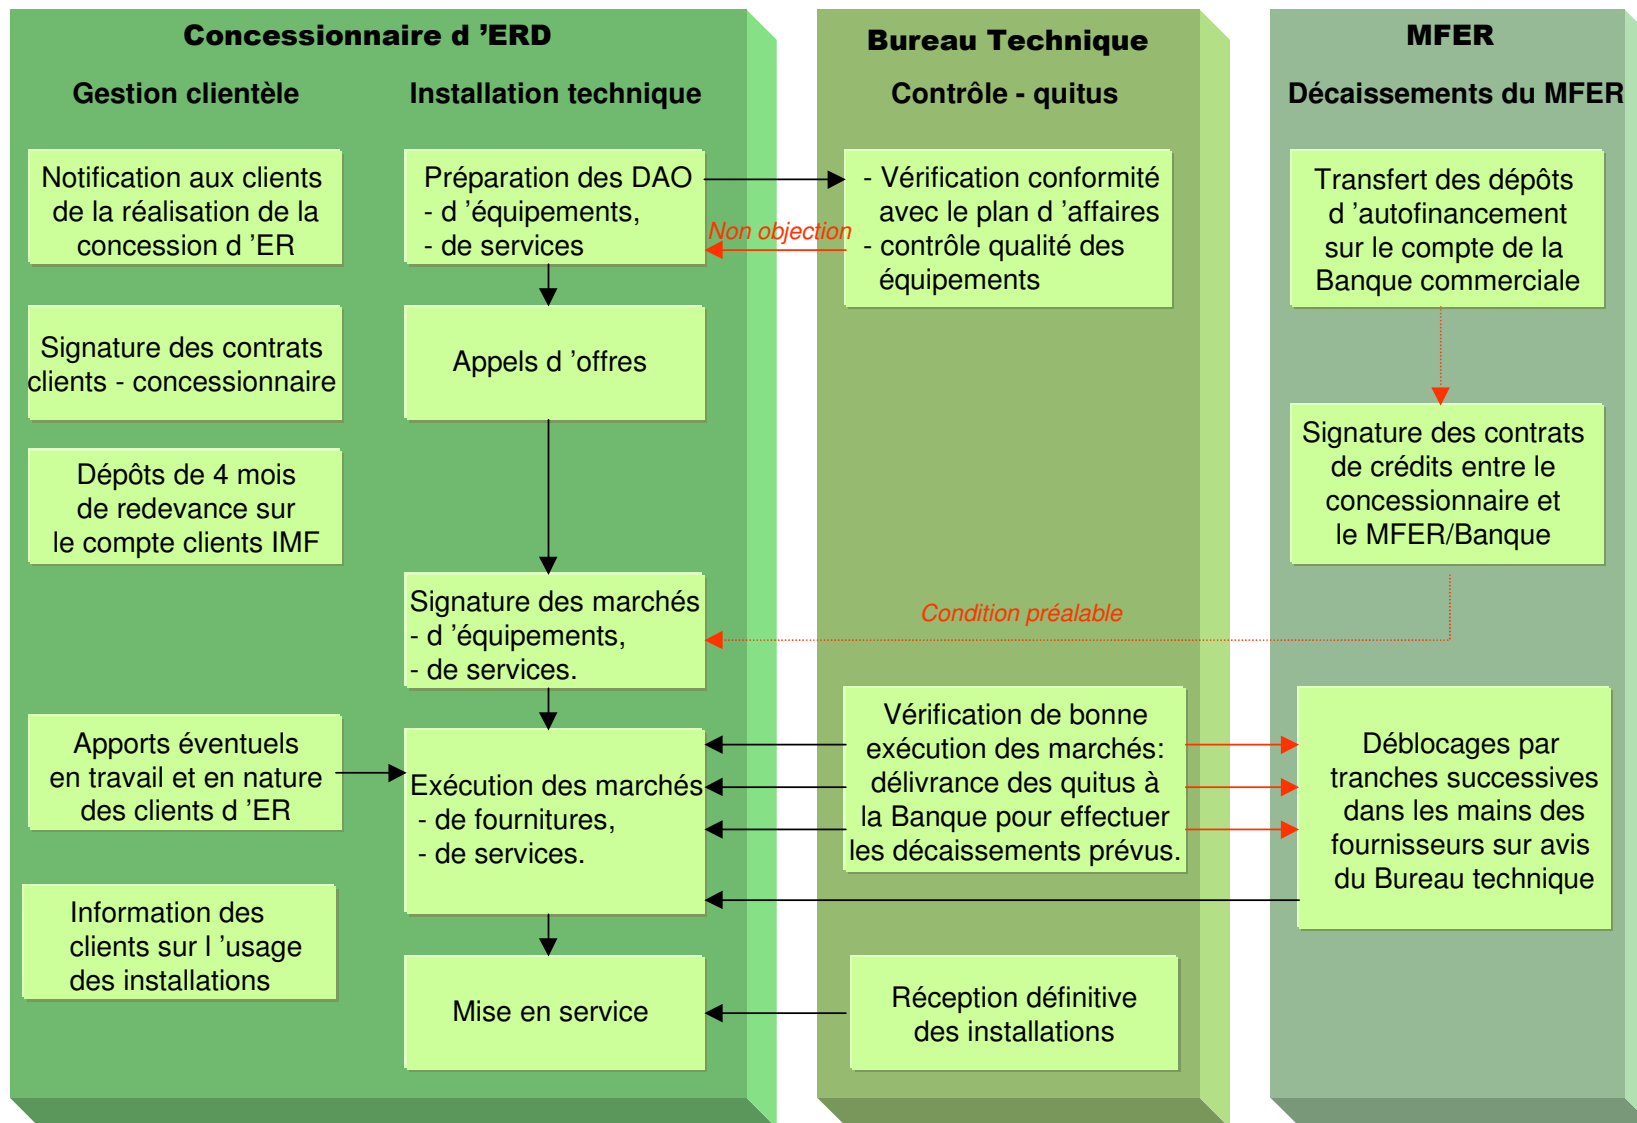 Concessionnaire d ’ERD
Gestion clientèle
Installation technique
Notification aux clients
de la réalisation de la
concession d ’ER
Signature des contrats
clients - concessionnaire
Dépôts de 4 mois
de redevance sur
le compte clients IMF
Apports éventuels
en travail et en nature
des clients d ’ER
Information des
clients sur l ’usage
des installations
Préparation des DAO
- d ’équipements,
- de services
Appels d ’offres
Signature des marchés
- d ’équipements,
- de services.
Exécution des marchés
- de fournitures,
- de services.
Mise en service
Non objection
Bureau Technique
Contrôle - quitus
- Vérification conformité
avec le plan d ’affaires
- contrôle qualité des
équipements
Condition préalable
Vérification de bonne
exécution des marchés:
délivrance des quitus à
la Banque pour effectuer
les décaissements prévus.
Réception définitive
des installations
MFER
Décaissements du MFER
Transfert des dépôts
d ’autofinancement
sur le compte de la
Banque commerciale
Signature des contrats
de crédits entre le
concessionnaire et
le MFER/Banque
Déblocages par
tranches successives
dans les mains des
fournisseurs sur avis
du Bureau technique